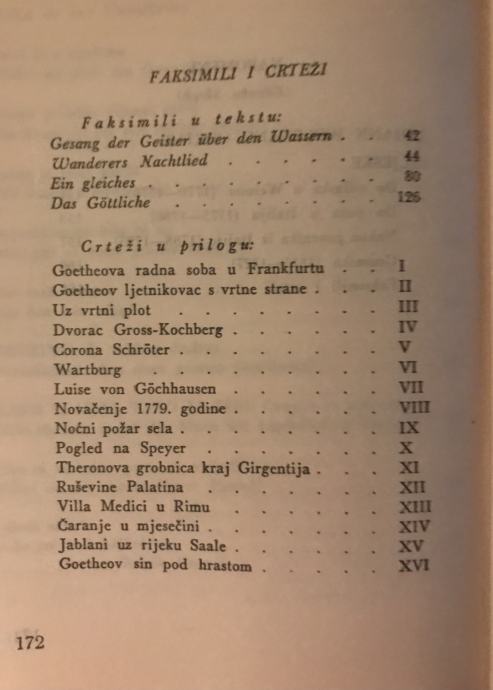 FAKSIMILI I CRTEŽI
Faksimili u tekstu:
Gesang der Geister über den Wassern . . 42
Wanderers Nachtlied . . . . . . 44
Ein gleiches . . . . . . . . 80
Das Göttliche . . . . . . . 126
Crteži u prilogu:
Goetheova radna soba u Frankfurtu . . I
Goetheov ljetnikovac s vrtne strane . . . II
Uz vrtni plot . . . . . . . III
Dvorac Gross-Kochberg . . . . . . IV
Corona Schröter . . . . . . . . V
Wartburg . . . . . . . . VI
Luise von Göchhausen . . . . . . VII
Novačenje 1779. godine . . . . . . VIII
Noćni požar sela . . . . . . . . IX
Pogled na Speyer . . . . . . . X
Theronova grobnica kraj Girgentija . . . XI
Ruševine Palatina . . . . . . XII
Villa Medici u Rimu . . . . . . XIII
Čaranje u mjesečini . . . . . . . XIV
Jablani uz rijeku Saale . . . . . . XV
Goetheov sin pod hrastom . . . . . XVI
172